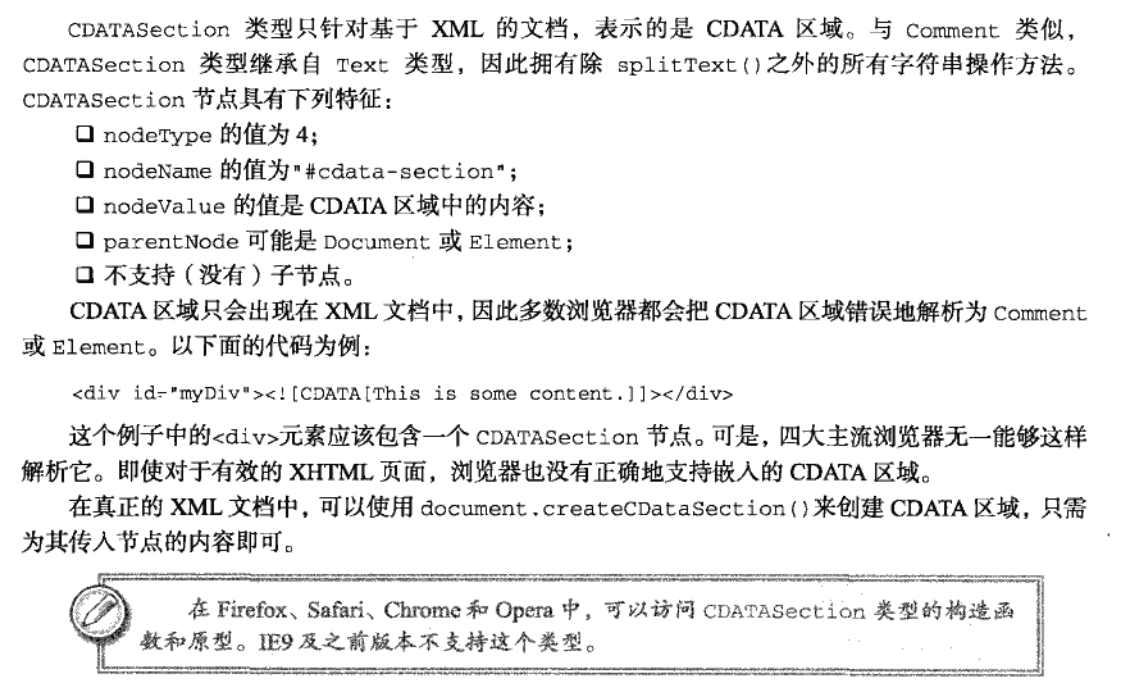 CDATASection 类型只针对基于 XML 的文档，表示的是 CDATA 区域。与 Comment 类似，
CDATASection 类型继承自 Text 类型，因此拥有除 splitText()之外的所有字符串操作方法。
CDATASection 节点具有下列特征：
❑ nodeType 的值为 4；
❑ nodeName 的值为"#cdata-section"；
❑ nodeValue 的值是 CDATA 区域中的内容；
❑ parentNode 可能是 Document 或 Element；
❑ 不支持（没有）子节点。
CDATA 区域只会出现在 XML 文档中，因此多数浏览器都会把 CDATA 区域错误地解析为 Comment
或 Element。以下面的代码为例：
<div id="myDiv"><![CDATA[This is some content.]]></div>
这个例子中的<div>元素应该包含一个 CDATASection 节点。可是，四大主流浏览器无一能够这样
解析它。即使对于有效的 XHTML 页面，浏览器也没有正确地支持嵌入的 CDATA 区域。
在真正的 XML 文档中，可以使用 document.createCDataSection()来创建 CDATA 区域，只需
为其传入节点的内容即可。
在 Firefox、Safari、Chrome 和 Opera 中，可以访问 CDATASection 类型的构造函
数和原型。IE9 及之前版本不支持这个类型。